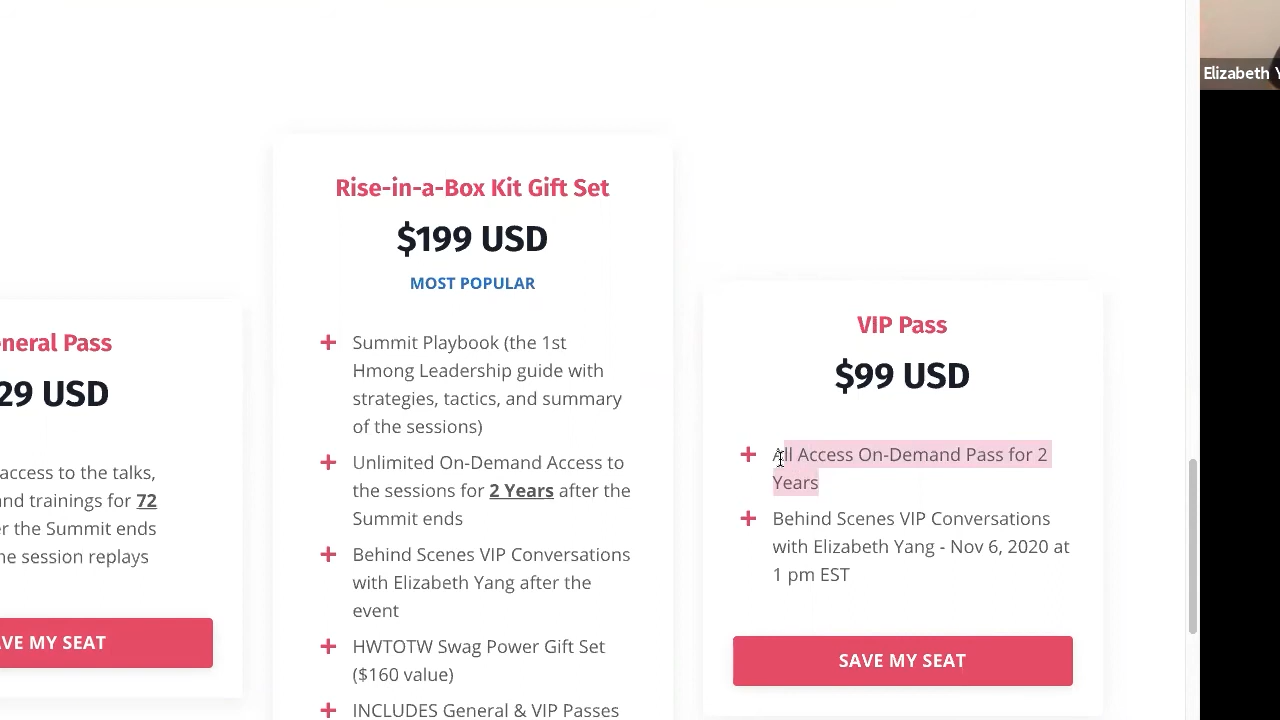 Elizabeth Y
neral Pass
29 USD
access to the talks,
and trainings for 72
r the Summit ends
he session replays
VE MY SEAT
Rise-in-a-Box Kit Gift Set
$199 USD
MOST POPULAR
Summit Playbook (the 1st
Hmong Leadership guide with
strategies, tactics, and summary
of the sessions)
Unlimited On-Demand Access to
the sessions for 2 Years after the
Summit ends
Behind Scenes VIP Conversations
with Elizabeth Yang after the
event
HWTOTW Swag Power Gift Set
($160 value)
INCLUDES General & VIP Passes
VIP Pass
$99 USD
All Access On-Demand Pass for 2
Years
Behind Scenes VIP Conversations
with Elizabeth Yang - Nov 6, 2020 at
1 pm EST
SAVE MY SEAT